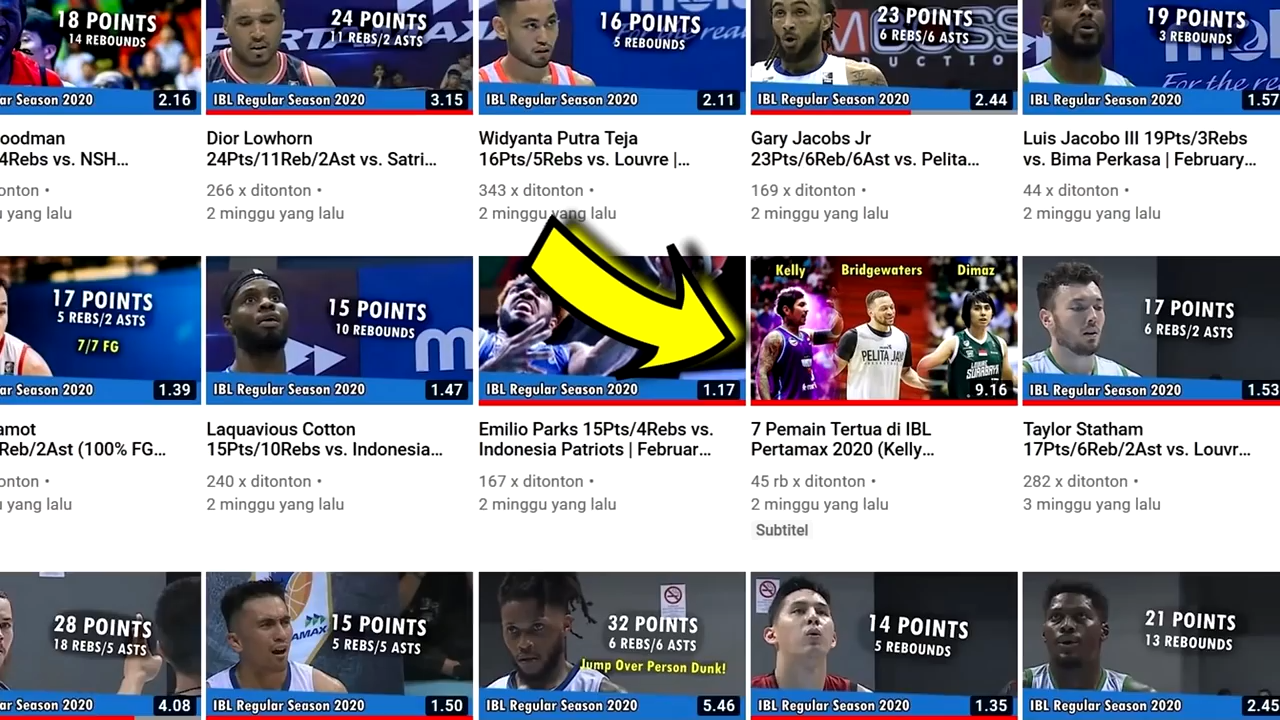 18 POINTS
14 REBOUNDS
ar Season 2020
2.16
24 POINTS
11 REBS/2 ASTS
IBL Regular Season 2020
3.15
16 POINTS
5 REBOUNDS
For the real
IBL Regular Season 2020
2.11
23 POINTS
6 REBS/6 ASTS
IBL Regular Season 2020
2.44
19 POINTS
3 REBOUNDS
For the re
IBL Regular Season 2020
1.57
oodman
4Rebs vs. NSH...
onton •
u yang lalu
Dior Lowhorn
24Pts/11Reb/2Ast vs. Satri...
266 x ditonton •
2 minggu yang lalu
Widyanta Putra Teja
16Pts/5Rebs vs. Louvre |...
343 x ditonton •
2 minggu yang lalu
Gary Jacobs Jr
23Pts/6Reb/6Ast vs. Pelita...
169 x ditonton •
2 minggu yang lalu
Luis Jacobo III 19Pts/3Rebs
vs. Bima Perkasa | February...
44 x ditonton •
2 minggu yang lalu
17 POINTS
5 REBS/2 ASTS
7/7 FG
ar Season 2020
1.39
15 POINTS
10 REBOUNDS
m
IBL Regular Season 2020
1.47
IBL Regular Season 2020
1.17
Kelly Bridgewaters Dimaz
PELITA JAYA
SURABAYA
9.16
17 POINTS
6 REBS/2 ASTS
IBL Regular Season 2020
1.53
amot
Reb/2Ast (100% FG...
onton •
u yang lalu
Laquavious Cotton
15Pts/10Rebs vs. Indonesia...
240 x ditonton •
2 minggu yang lalu
Emilio Parks 15Pts/4Rebs vs.
Indonesia Patriots | Februar...
167 x ditonton •
2 minggu yang lalu
7 Pemain Tertua di IBL
Pertamax 2020 (Kelly...
45 rb x ditonton •
2 minggu yang lalu
Subtitel
Taylor Statham
17Pts/6Reb/2Ast vs. Louvr...
282 x ditonton •
3 minggu yang lalu
28 POINTS
18 REBS/5 ASTS
ar Season 2020
4.08
15 POINTS
5 REBS/5 ASTS
AMAX
IBL Regular Season 2020
1.50
32 POINTS
6 REBS/6 ASTS
Jump Over Person Dunk!
IBL Regular Season 2020
5.46
14 POINTS
5 REBOUNDS
IBL Regular Season 2020
1.35
21 POINTS
13 REBOUNDS
IBL Regular Season 2020
2.45